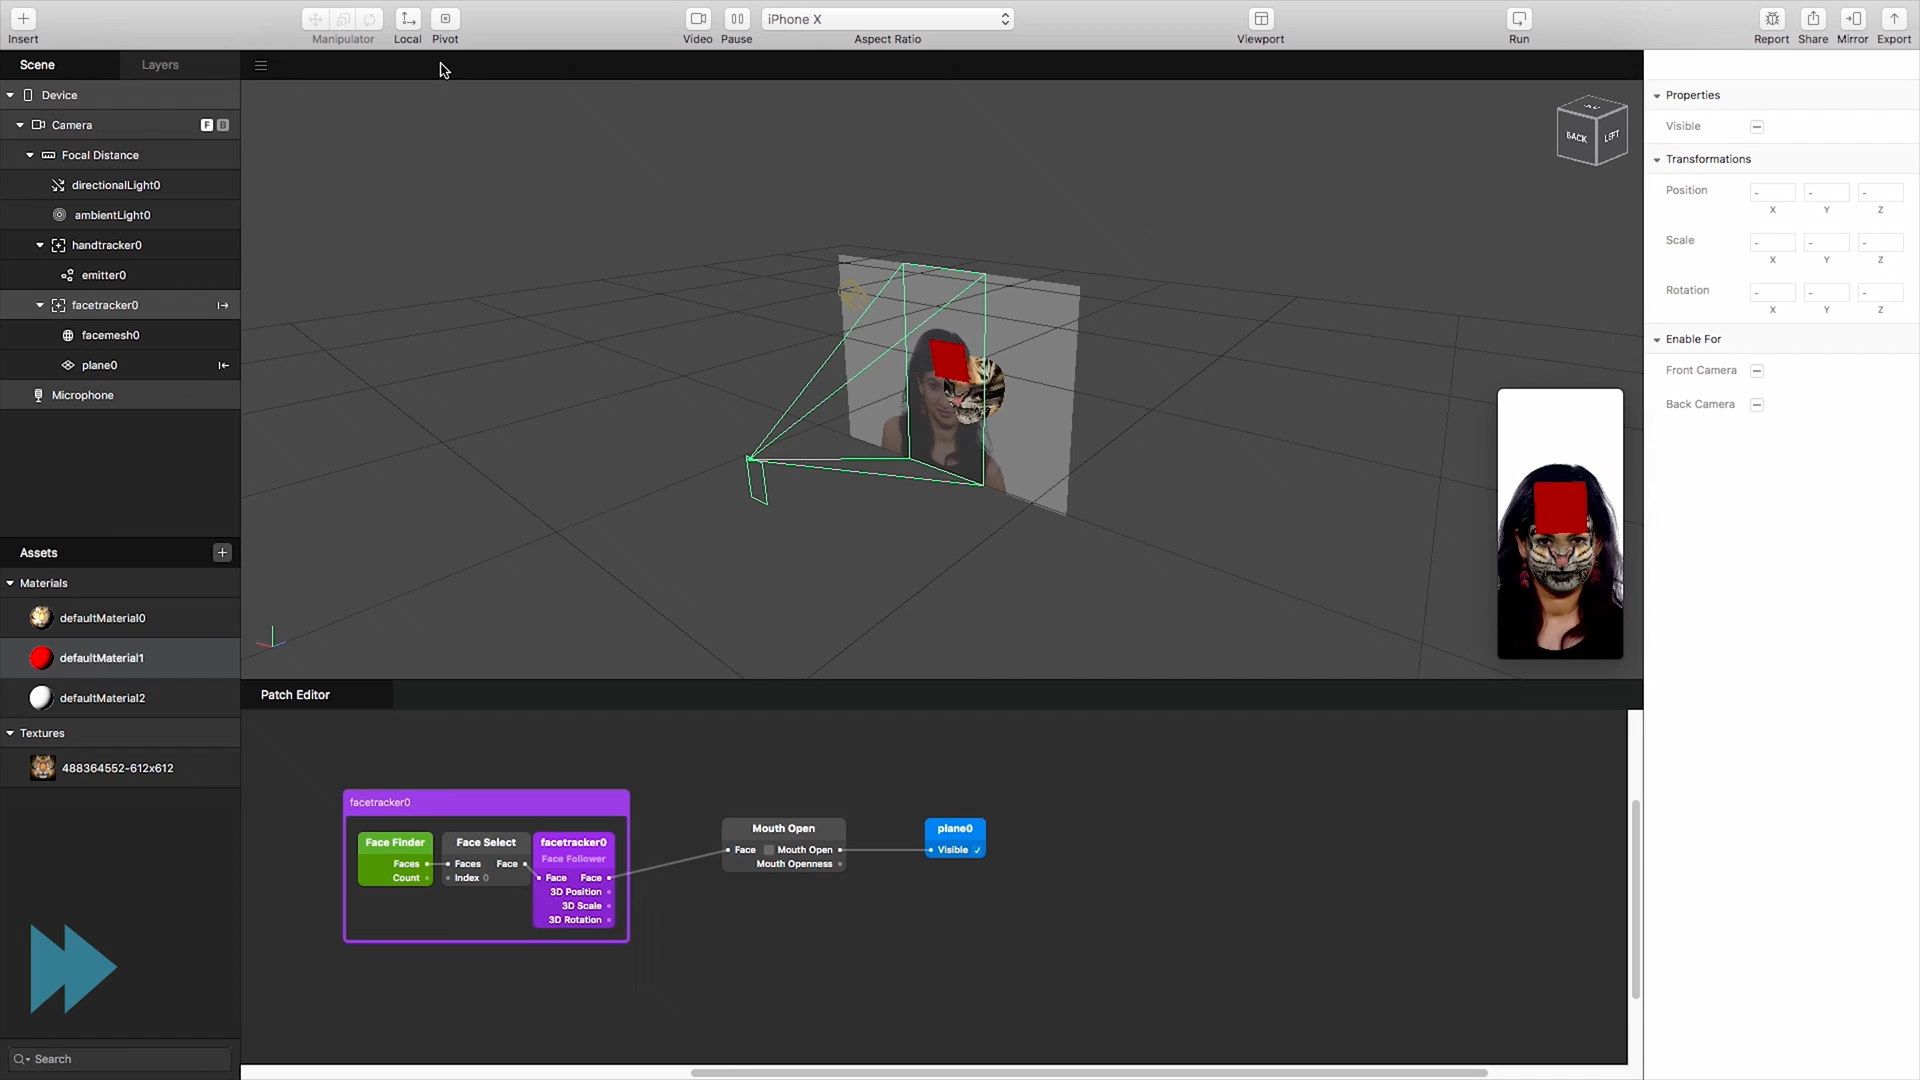 Insert
Manipulator
Local
Pivot
Video
Pause
iPhone X
Aspect Ratio
Viewport
Run
Report
Share
Mirror
Export
Scene
Layers
Device
Camera
F
B
Focal Distance
directionalLight0
ambientLight0
handtracker0
emitter0
facetracker0
facemesh0
plane0
Microphone
Assets
Materials
defaultMaterial0
defaultMaterial1
defaultMaterial2
Textures
488364552-612x612
Search
BACK
LEFT
Patch Editor
facetracker0
Face Finder
Faces
Count
Face Select
Faces Face
Index 0
facetracker0
Face Follower
Face Face
3D Position
3D Scale
3D Rotation
Mouth Open
Face Mouth Open
Mouth Openness
plane0
Visible
Properties
Visible
Transformations
Position - - -
X Y Z
Scale - - -
X Y Z
Rotation - - -
X Y Z
Enable For
Front Camera
Back Camera